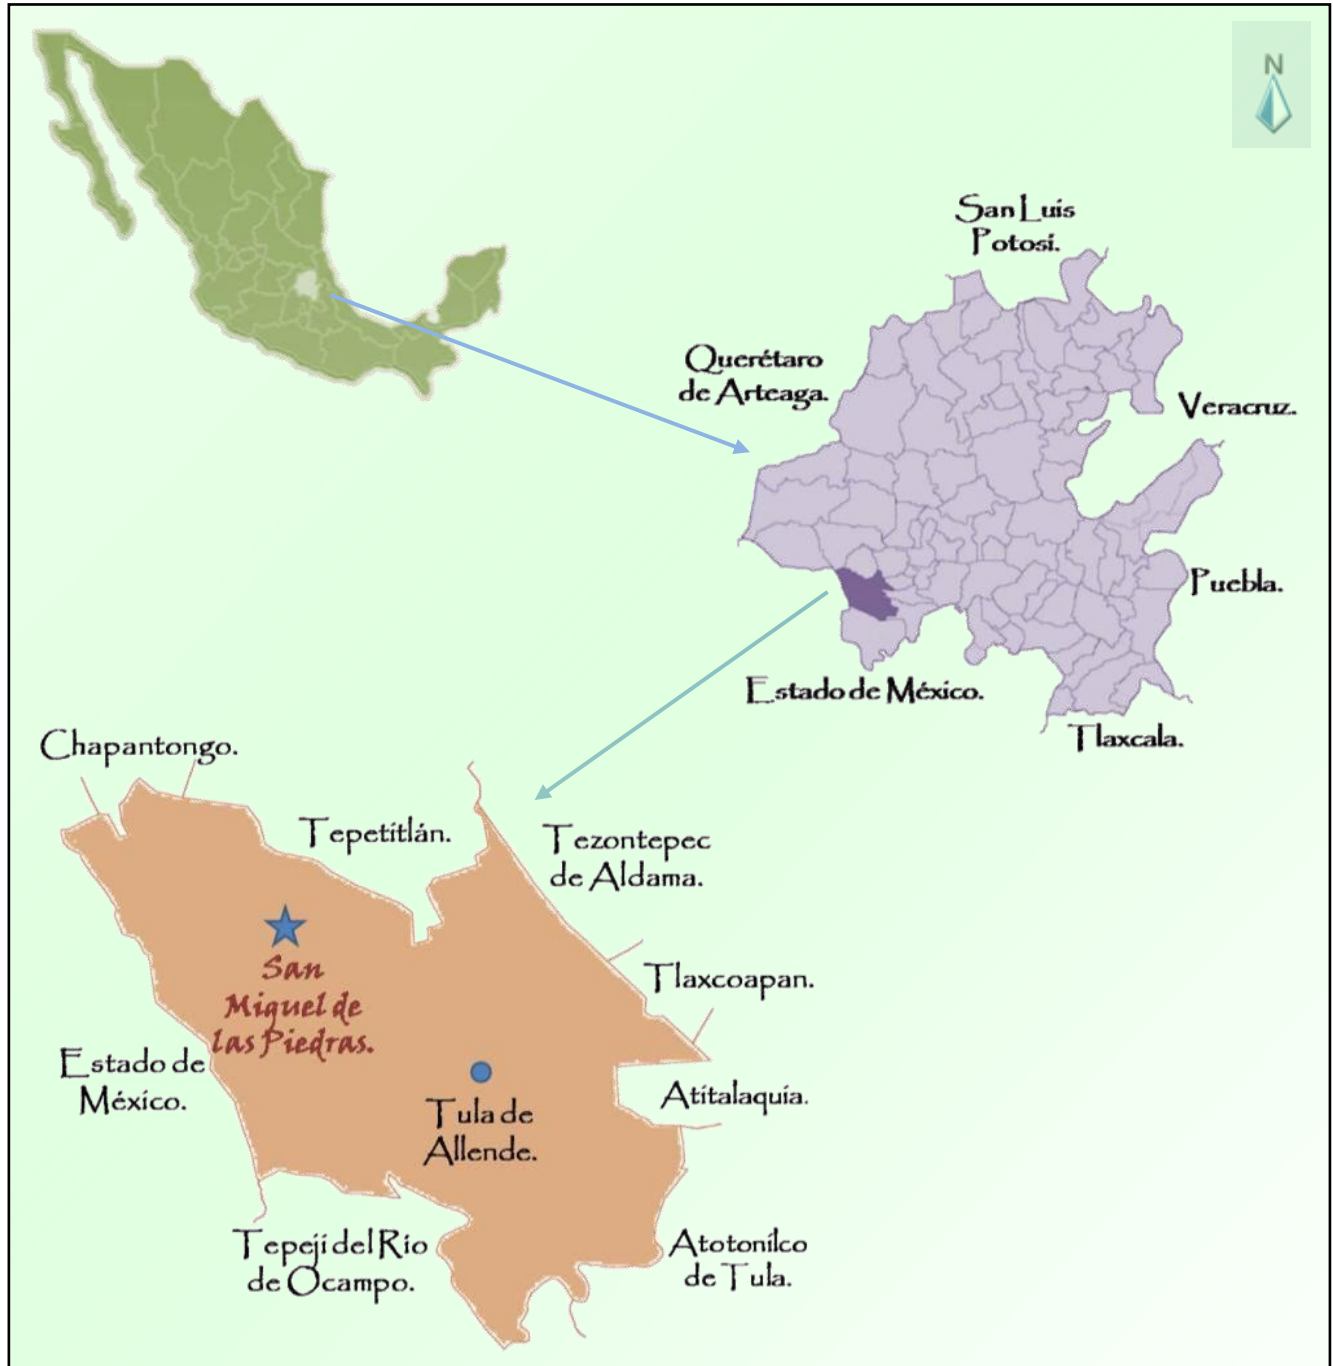 N
San Luis
Potosí.
Querétaro
de Arteaga.
Veracruz.
Puebla.
Estado de México.
Tlaxcala.
Chapantongo.
Tepetitlán.
Tezontepec
de Aldama.
San
Miguel de
las Piedras.
Tlaxcoapan.
Estado de
México.
Atitalaquía.
Tula de
Allende.
Tepeji del Río
de Ocampo.
Atotonilco
de Tula.